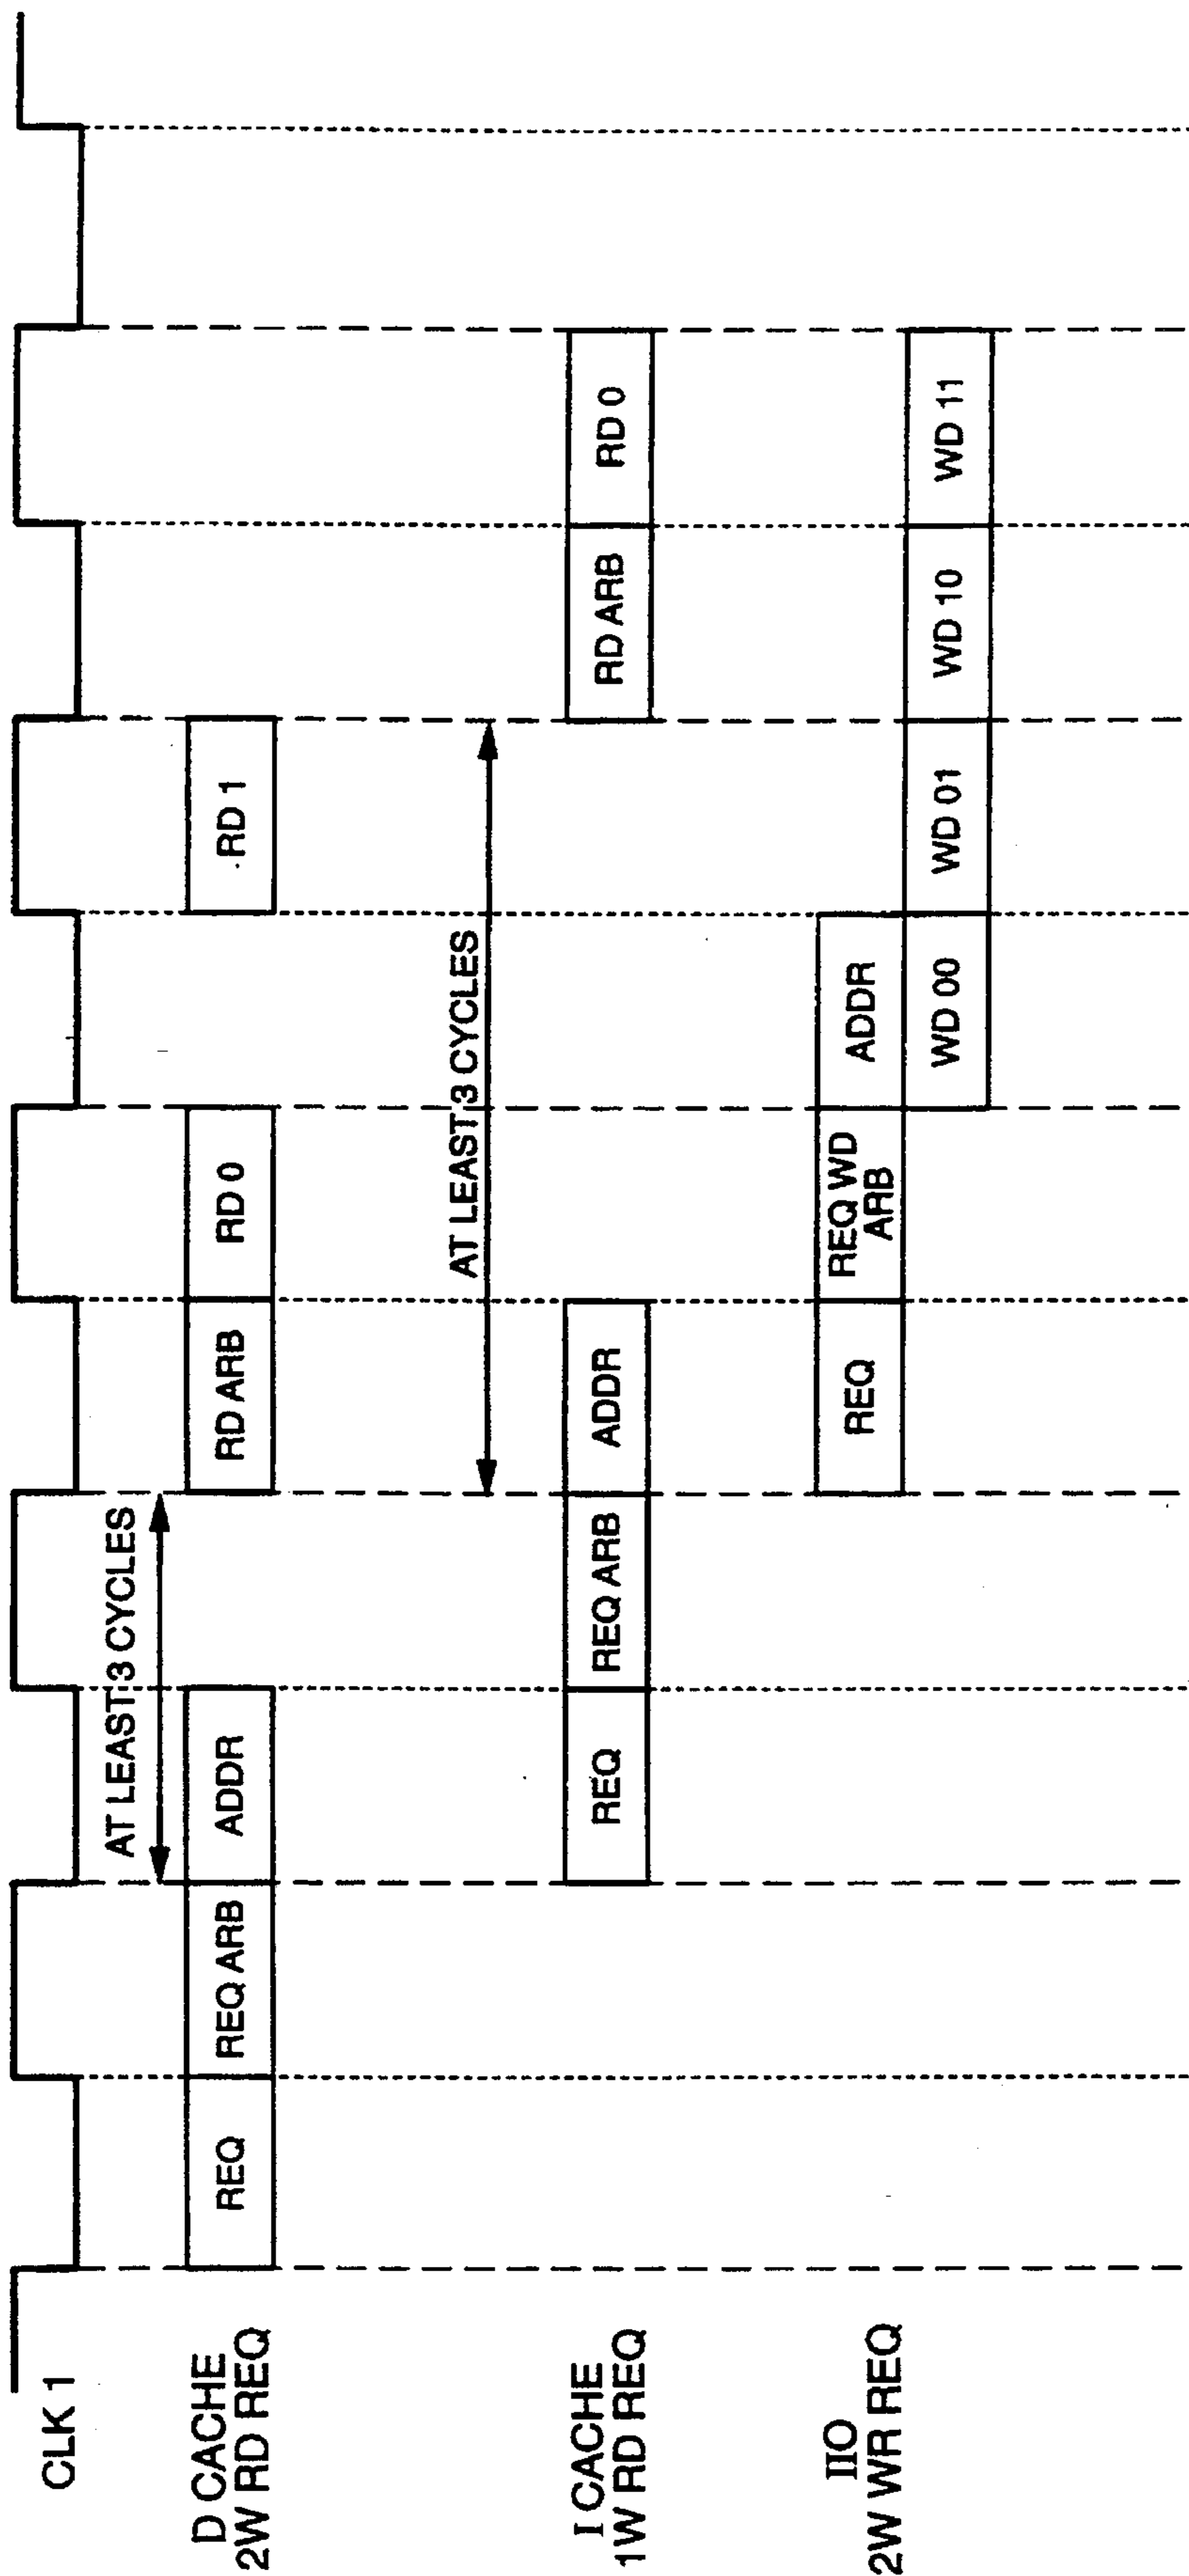 CLK 1
D CACHE
2W RD REQ
REQ
REQ ARB
ADDR
AT LEAST 3 CYCLES
RD ARB
RD 0
RD 1
I CACHE
1W RD REQ
REQ
REQ ARB
ADDR
AT LEAST 3 CYCLES
RD ARB
RD 0
IIO
2W WR REQ
REQ
REQ WD
ARB
ADDR
WD 00
WD 01
WD 10
WD 11